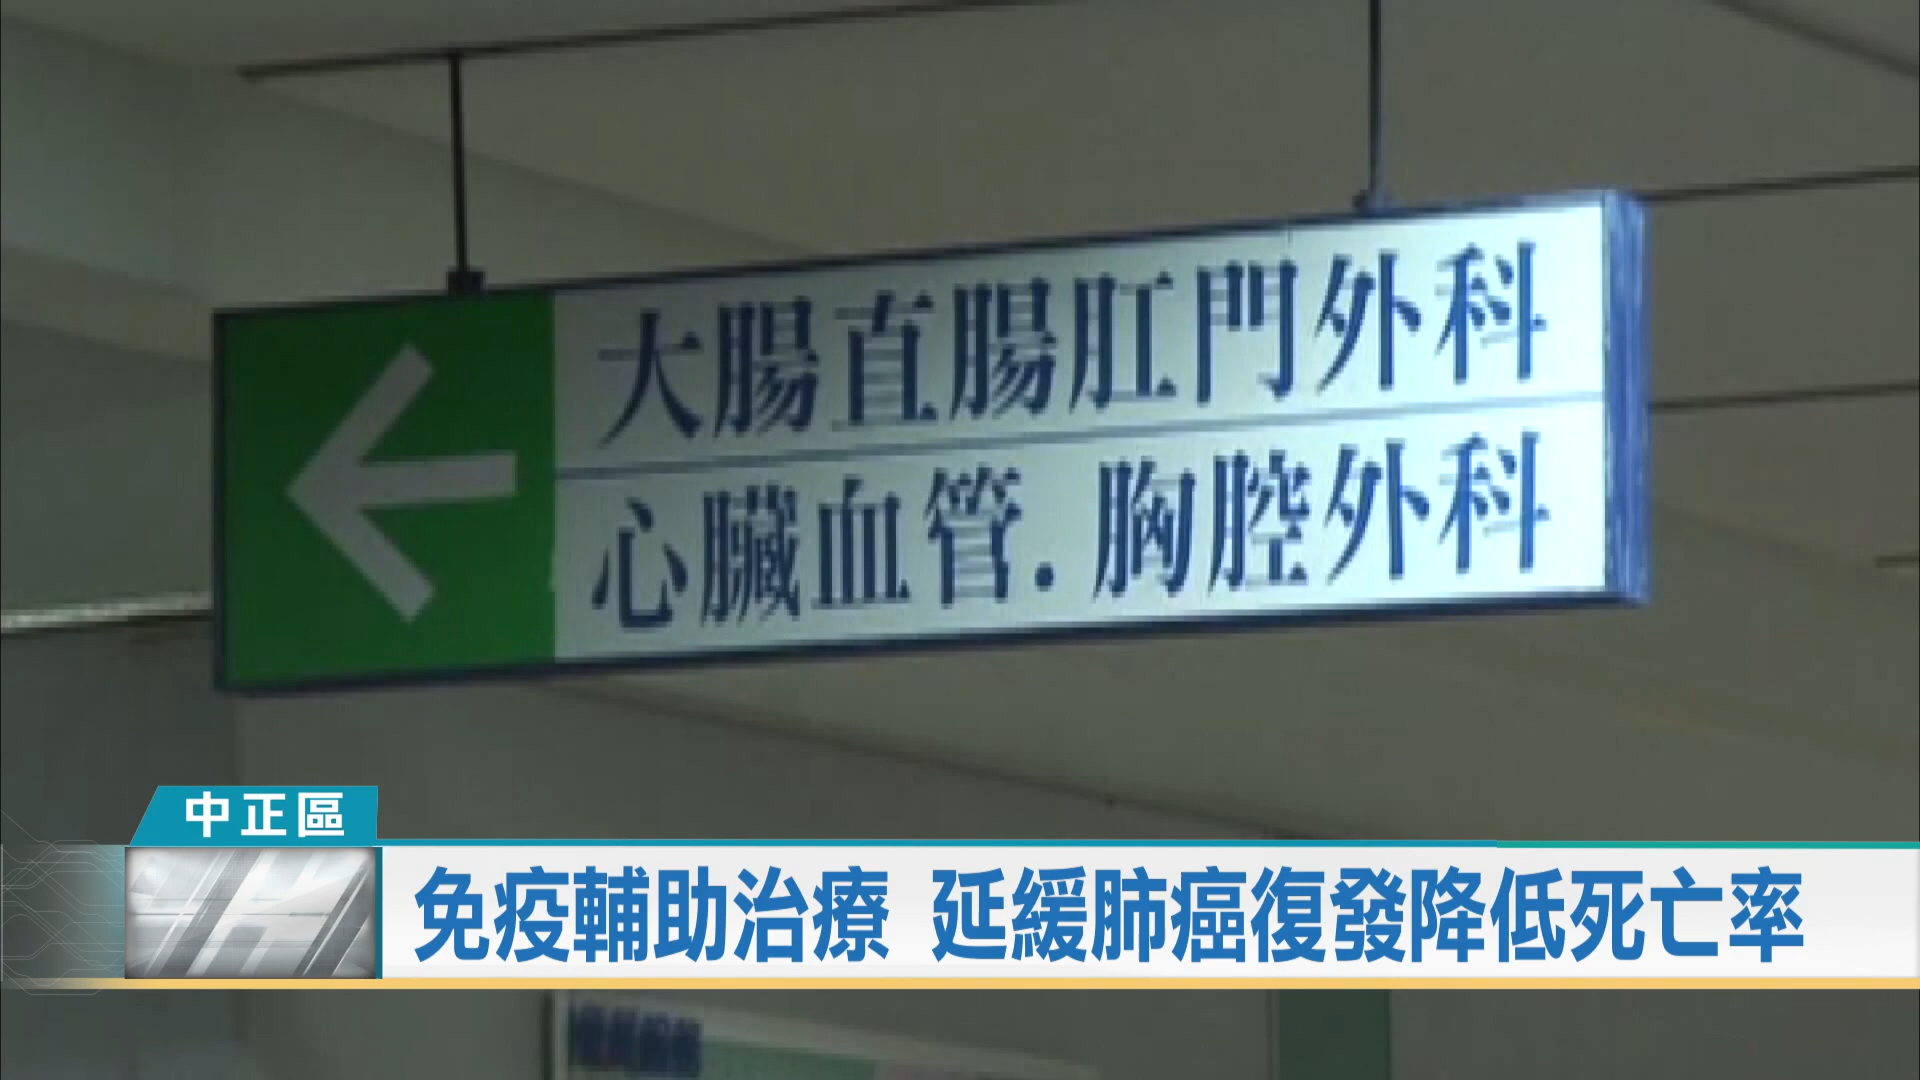 大腸直腸肛門外科
心臟血管.胸腔外科
中正區
免疫輔助治療 延緩肺癌復發降低死亡率